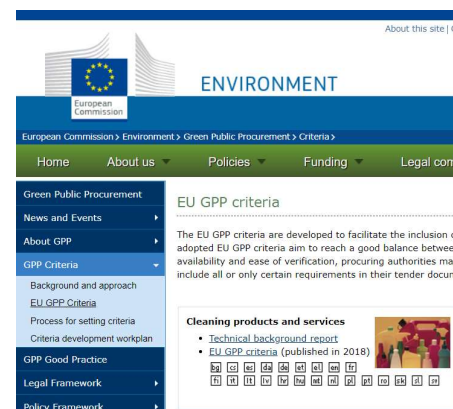 About this site |
European
Commission
ENVIRONMENT
European Commission > Environment > Green Public Procurement > Criteria >
Home About us Policies Funding Legal com
Green Public Procurement
News and Events
About GPP
GPP Criteria
Background and approach
EU GPP Criteria
Process for setting criteria
Criteria development workplan
GPP Good Practice
Legal Framework
Policy Framework
EU GPP criteria
The EU GPP criteria are developed to facilitate the inclusion
adopted EU GPP criteria aim to reach a good balance betwee
availability and ease of verification, procuring authorities ma
include all or only certain requirements in their tender docur
Cleaning products and services
• Technical background report
• EU GPP criteria (published in 2018)
bg cs es da de et el en fr
fi it lt lv hr hu mt nl pl pt ro sk sl sv